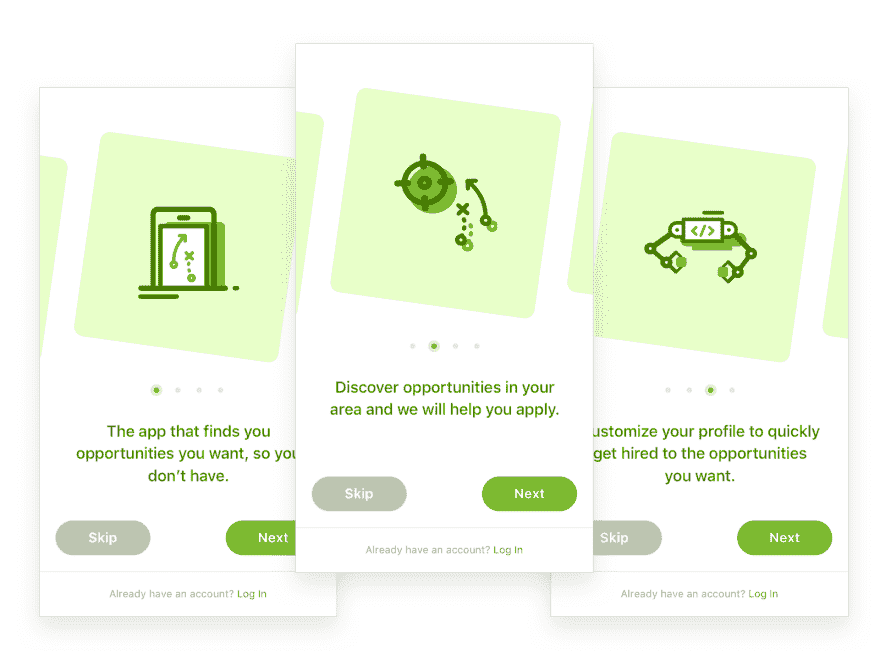 The app that finds you
opportunities you want, so you
don't have.
Skip
Next
Already have an account? Log In
Discover opportunities in your
area and we will help you apply.
Skip
Next
Already have an account? Log In
</>
ustomize your profile to quickly
get hired to the opportunities
you want.
Skip
Next
Already have an account? Log In